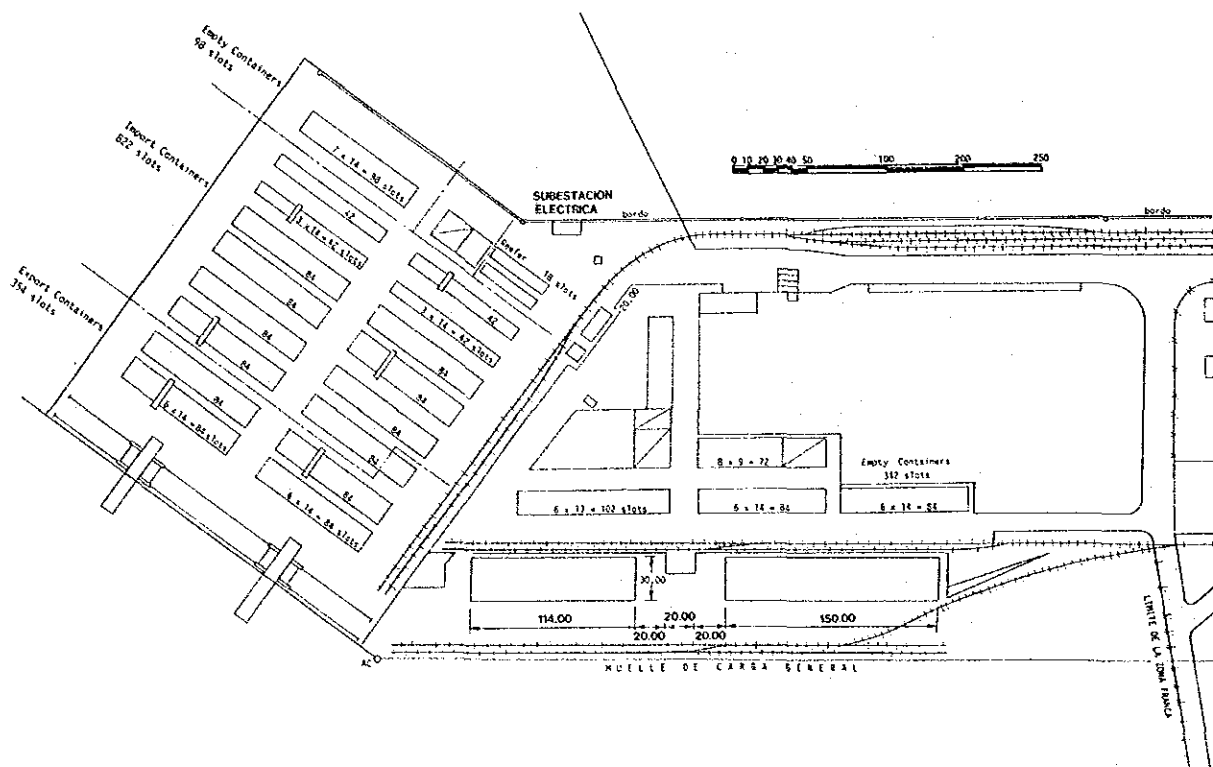 Empty Containers
98 slots
Import Containers
822 slots
Export Containers
354 slots
7 x 14 = 98 slots
42
3 x 14 = 42 slots
84
84
84
84
84
6 x 14 = 84 slots
Reefer
18 slots
42
3 x 14 = 42 slots
84
84
84
84
84
6 x 14 = 84 slots
SUBESTACION
ELECTRICA
bordo
bordo
0 10 20 30 40 50 100 200 250
20.00
8 x 9 = 72
Empty Containers
312 slots
6 x 17 = 102 slots
6 x 14 = 84
6 x 14 = 84
30.00
114.00
20.00
20.00
20.00
150.00
AC
MUELLE DE CARGA GENERAL
LIMITE DE LA ZONA FRANCA